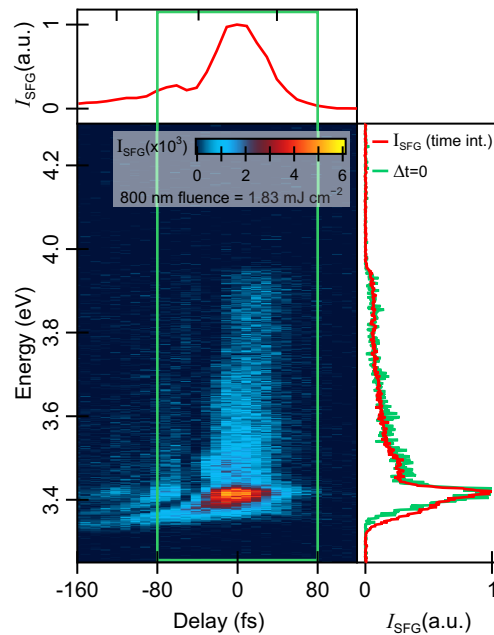 I_SFG(a.u.)
1
0
I_SFG(x10³)
0 2 4 6
800 nm fluence = 1.83 mJ cm⁻²
I_SFG (time int.)
Δt=0
Energy (eV)
4.2
4.0
3.8
3.6
3.4
-160 -80 0 80
Delay (fs)
0 1
I_SFG(a.u.)